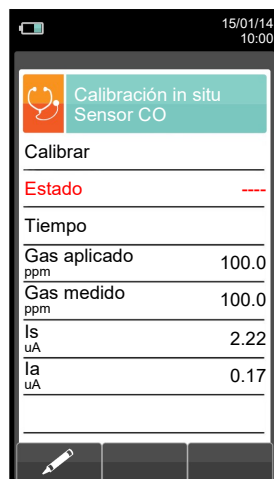 15/01/14
10:00
Calibración in situ
Sensor CO
Calibrar
Estado ----
Tiempo
Gas aplicado 100.0
ppm
Gas medido 100.0
ppm
Is 2.22
uA
Ia 0.17
uA